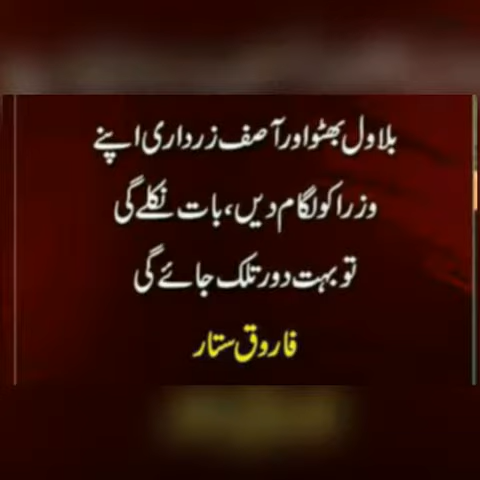 بلاول بھٹو اور آصف زرداری اپنے
وزرا کو لگام دیں، بات نکلے گی
تو بہت دور تلک جائے گی
فاروق ستار